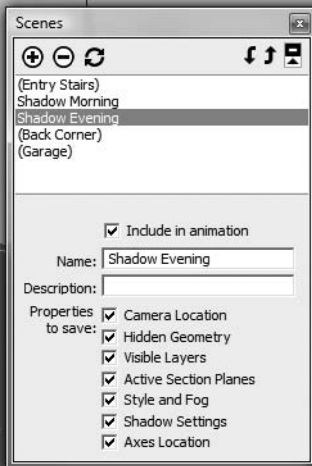 Scenes
(Entry Stairs)
Shadow Morning
Shadow Evening
(Back Corner)
(Garage)
Include in animation
Name: Shadow Evening
Description:
Properties to save:
Camera Location
Hidden Geometry
Visible Layers
Active Section Planes
Style and Fog
Shadow Settings
Axes Location